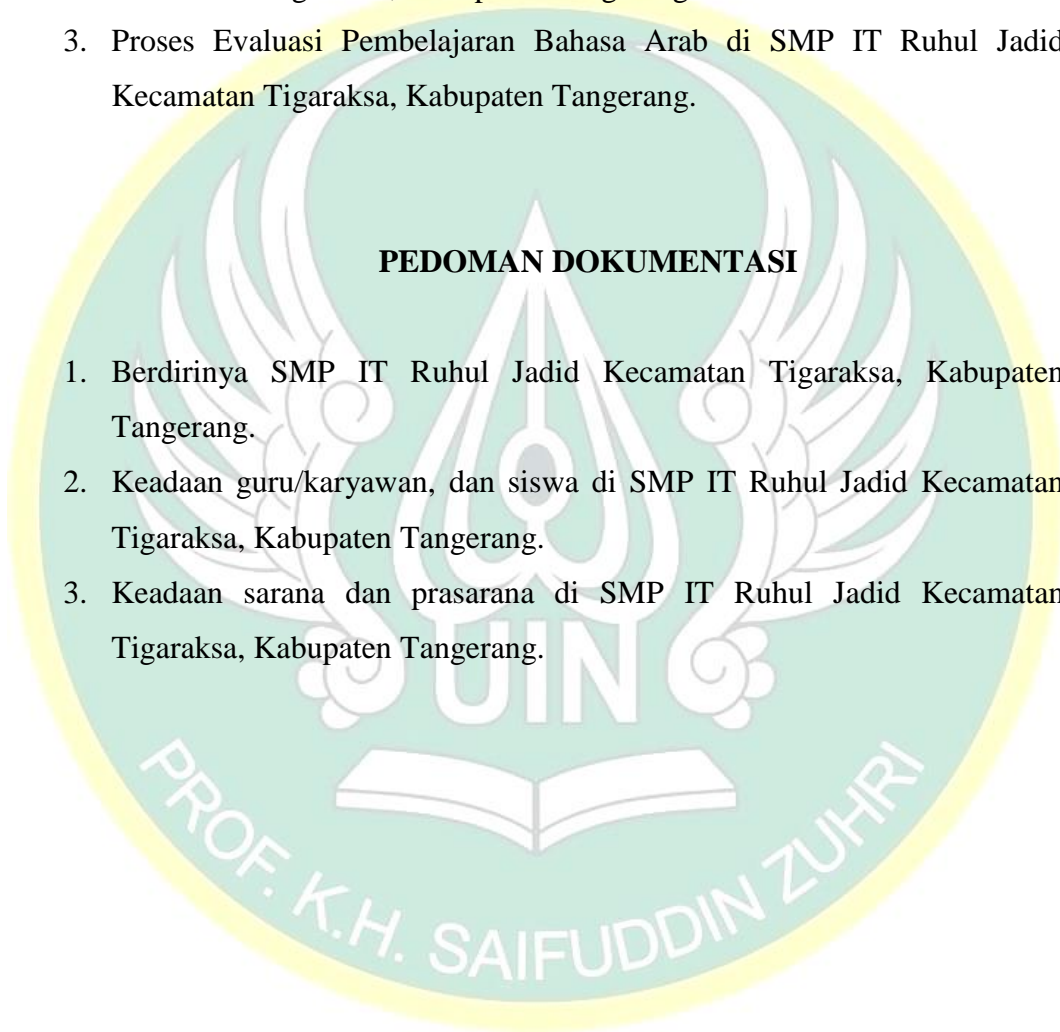 3. Proses Evaluasi Pembelajaran Bahasa Arab di SMP IT Ruhul Jadid
Kecamatan Tigaraksa, Kabupaten Tangerang.
PEDOMAN DOKUMENTASI
1. Berdirinya SMP IT Ruhul Jadid Kecamatan Tigaraksa, Kabupaten
Tangerang.
2. Keadaan guru/karyawan, dan siswa di SMP IT Ruhul Jadid Kecamatan
Tigaraksa, Kabupaten Tangerang.
3. Keadaan sarana dan prasarana di SMP IT Ruhul Jadid Kecamatan
Tigaraksa, Kabupaten Tangerang.
UIN
PROF. K.H. SAIFUDDIN ZUHRI